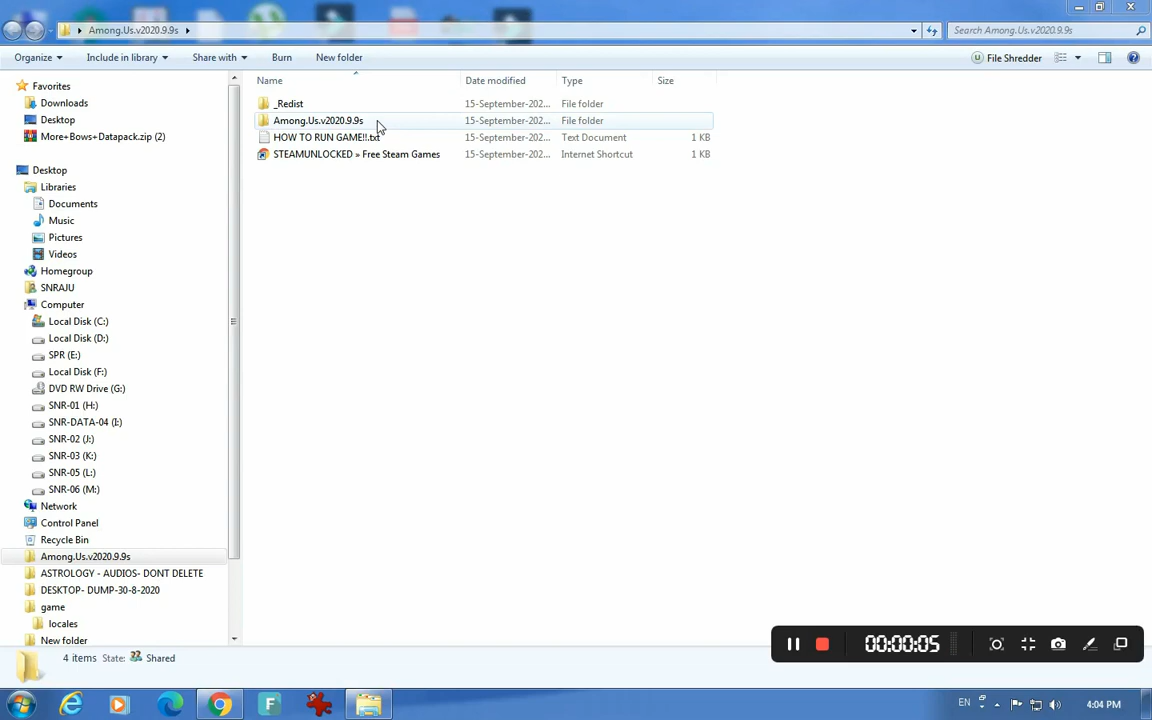 Among.Us.v2020.9.9s
Search Among.Us.v2020.9.9s
Organize
Include in library
Share with
Burn
New folder
File Shredder
Favorites
Downloads
Desktop
More+Bows+Datapack.zip (2)
Desktop
Libraries
Documents
Music
Pictures
Videos
Homegroup
SNRAJU
Computer
Local Disk (C:)
Local Disk (D:)
SPR (E:)
Local Disk (F:)
DVD RW Drive (G:)
SNR-01 (H:)
SNR-DATA-04 (I:)
SNR-02 (J:)
SNR-03 (K:)
SNR-05 (L:)
SNR-06 (M:)
Network
Control Panel
Recycle Bin
Among.Us.v2020.9.9s
ASTROLOGY - AUDIOS- DONT DELETE
DESKTOP- DUMP-30-8-2020
game
locales
New folder
Name Date modified Type Size
_Redist 15-September-202... File folder
Among.Us.v2020.9.9s 15-September-202... File folder
HOW TO RUN GAME!!.txt 15-September-202... Text Document 1 KB
STEAMUNLOCKED » Free Steam Games 15-September-202... Internet Shortcut 1 KB
00:00:05
4 items State: Shared
EN
4:04 PM